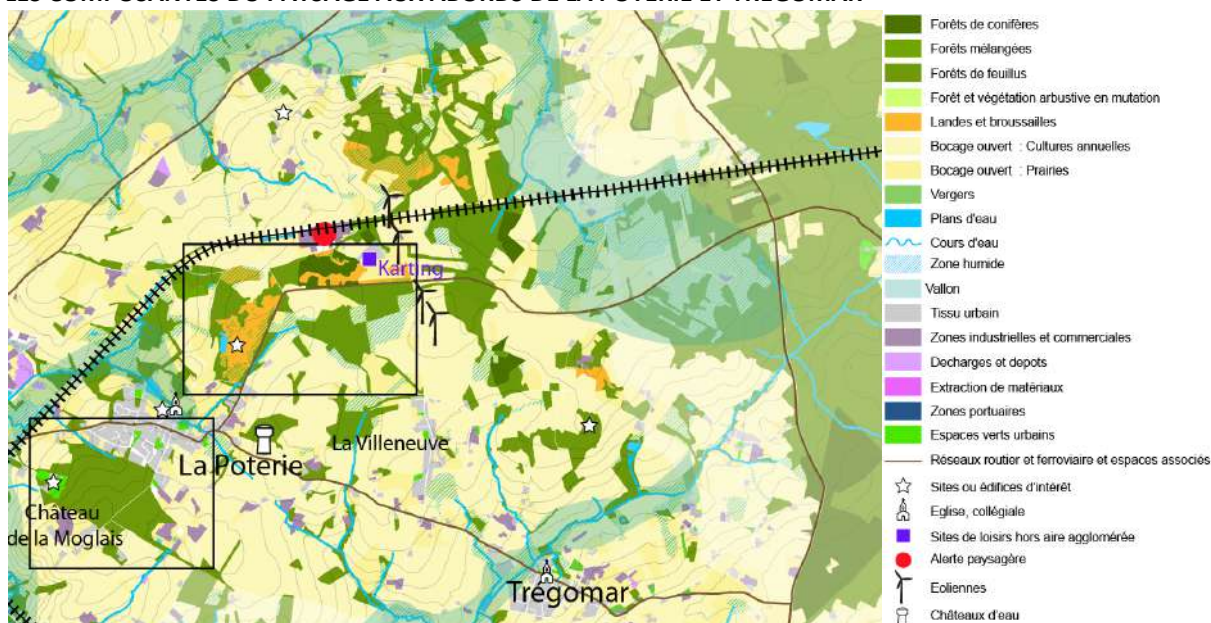 LES COMPOSANTES DU PAYSAGE AUX ABORDS DE LA POTERIE ET TREGOMAR
Karting
La Villeneuve
La Poterie
Château
de la Moglais
Trégomar
Forêts de conifères
Forêts mélangées
Forêts de feuillus
Forêt et végétation arbustive en mutation
Landes et broussailles
Bocage ouvert : Cultures annuelles
Bocage ouvert : Prairies
Vergers
Plans d'eau
Cours d'eau
Zone humide
Vallon
Tissu urbain
Zones industrielles et commerciales
Decharges et depots
Extraction de matériaux
Zones portuaires
Espaces verts urbains
Réseaux routier et ferroviaire et espaces associés
Sites ou édifices d'intérêt
Eglise, collégiale
Sites de loisirs hors aire agglomérée
Alerte paysagère
Eoliennes
Châteaux d'eau